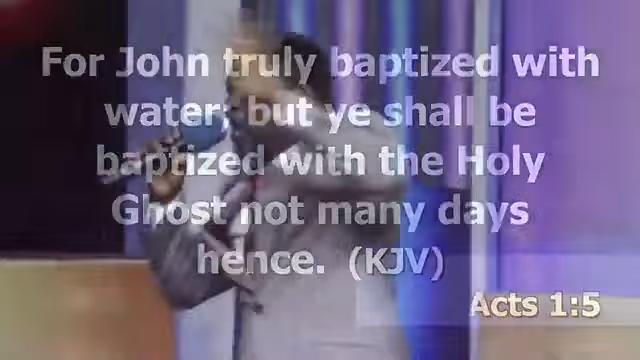 For John truly baptized with
water; but ye shall be
baptized with the Holy
Ghost not many days
hence. (KJV)
Acts 1:5